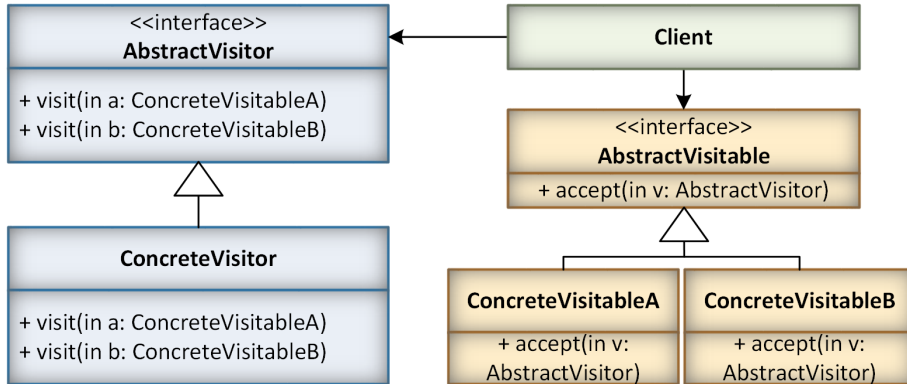 <<interface>>
AbstractVisitor
+ visit(in a: ConcreteVisitableA)
+ visit(in b: ConcreteVisitableB)
Client
<<interface>>
AbstractVisitable
+ accept(in v: AbstractVisitor)
ConcreteVisitor
+ visit(in a: ConcreteVisitableA)
+ visit(in b: ConcreteVisitableB)
ConcreteVisitableA
+ accept(in v:
AbstractVisitor)
ConcreteVisitableB
+ accept(in v:
AbstractVisitor)